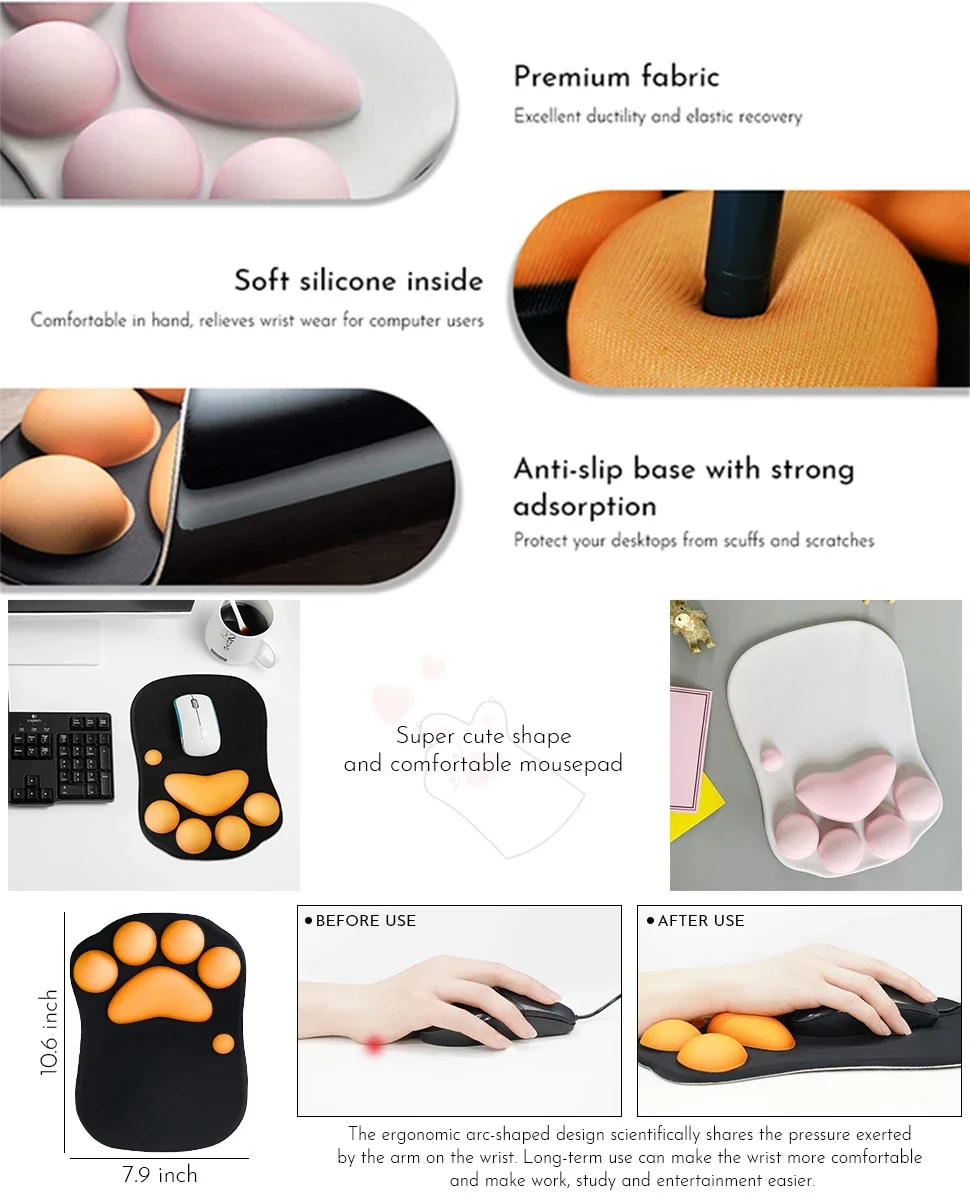 Premium fabric
Excellent ductility and elastic recovery
Soft silicone inside
Comfortable in hand, relieves wrist wear for computer users
Anti-slip base with strong
adsorption
Protect your desktops from scuffs and scratches
Super cute shape
and comfortable mousepad
10.6 inch
7.9 inch
BEFORE USE
AFTER USE
The ergonomic arc-shaped design scientifically shares the pressure exerted
by the arm on the wrist. Long-term use can make the wrist more comfortable
and make work, study and entertainment easier.